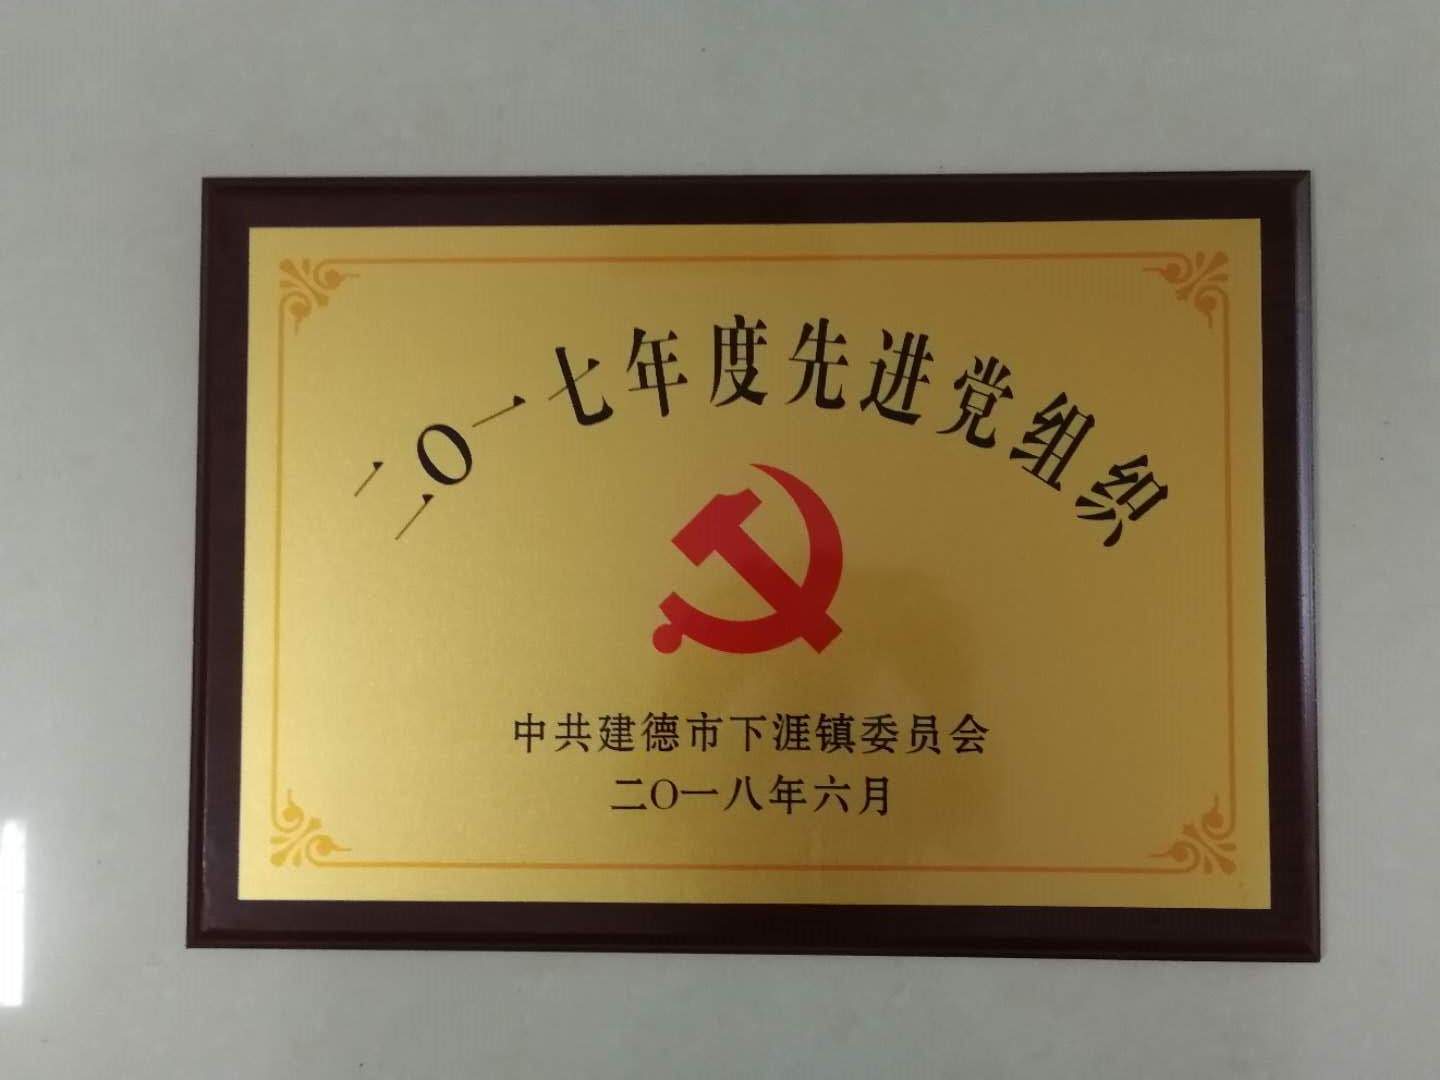 二〇一七年度先进党组织
中共建德市下涯镇委员会
二〇一八年六月